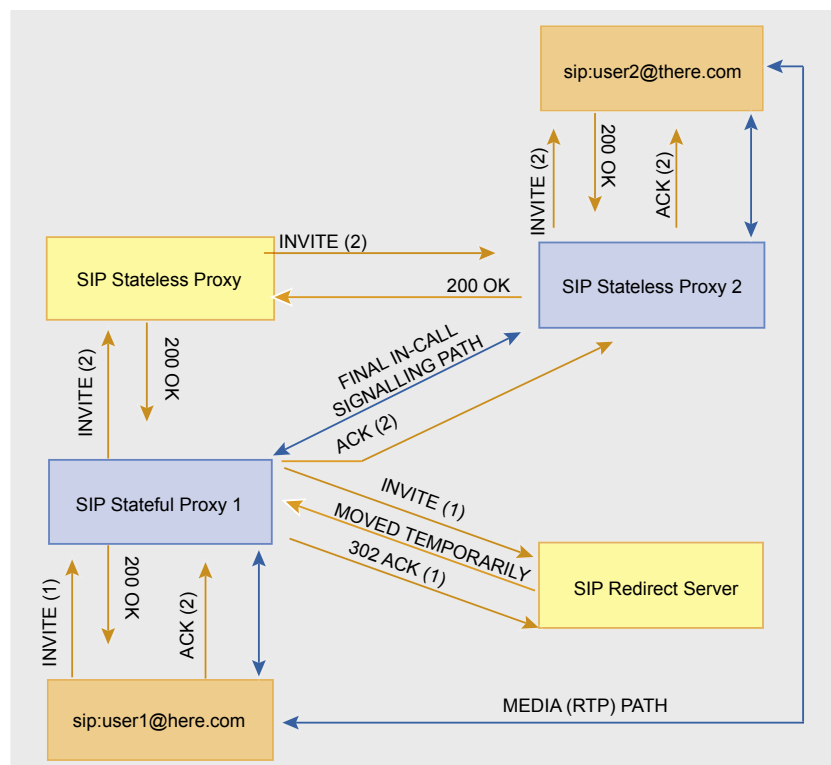 sip:user2@there.com
INVITE (2)
200 OK
ACK (2)
INVITE (2)
SIP Stateless Proxy
200 OK
SIP Stateless Proxy 2
INVITE (2)
200 OK
FINAL IN-CALL
SIGNALLING PATH
ACK (2)
SIP Stateful Proxy 1
INVITE (1)
MOVED TEMPORARILY
302 ACK (1)
SIP Redirect Server
INVITE (1)
200 OK
ACK (2)
sip:user1@here.com
MEDIA (RTP) PATH